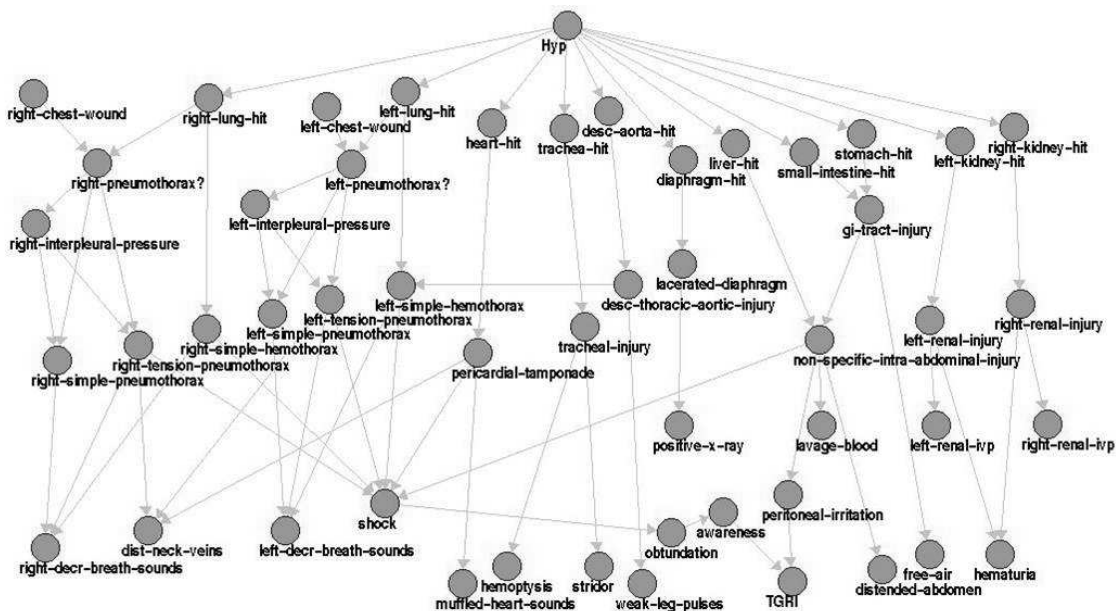 Hyp
right-chest-wound
right-lung-hit
left-chest-wound
left-lung-hit
heart-hit
trachea-hit
desc-aorta-hit
liver-hit
diaphragm-hit
stomach-hit
small-intestine-hit
left-kidney-hit
right-kidney-hit
right-pneumothorax?
left-pneumothorax?
right-interpleural-pressure
left-interpleural-pressure
gi-tract-injury
lacerated-diaphragm
left-simple-hemothorax
desc-thoracic-aortic-injury
left-tension-pneumothorax
left-simple-pneumothorax
right-simple-hemothorax
right-tension-pneumothorax
right-simple-pneumothorax
pericardial-tamponade
tracheal-injury
non-specific-intra-abdominal-injury
left-renal-injury
right-renal-injury
positive-x-ray
lavage-blood
left-renal-ivp
right-renal-ivp
shock
peritoneal-irritation
awareness
obtundation
right-decr-breath-sounds
dist-neck-veins
left-decr-breath-sounds
hemoptysis
muffled-heart-sounds
stridor
weak-leg-pulses
TGRI
free-air
distended-abdomen
hematuria